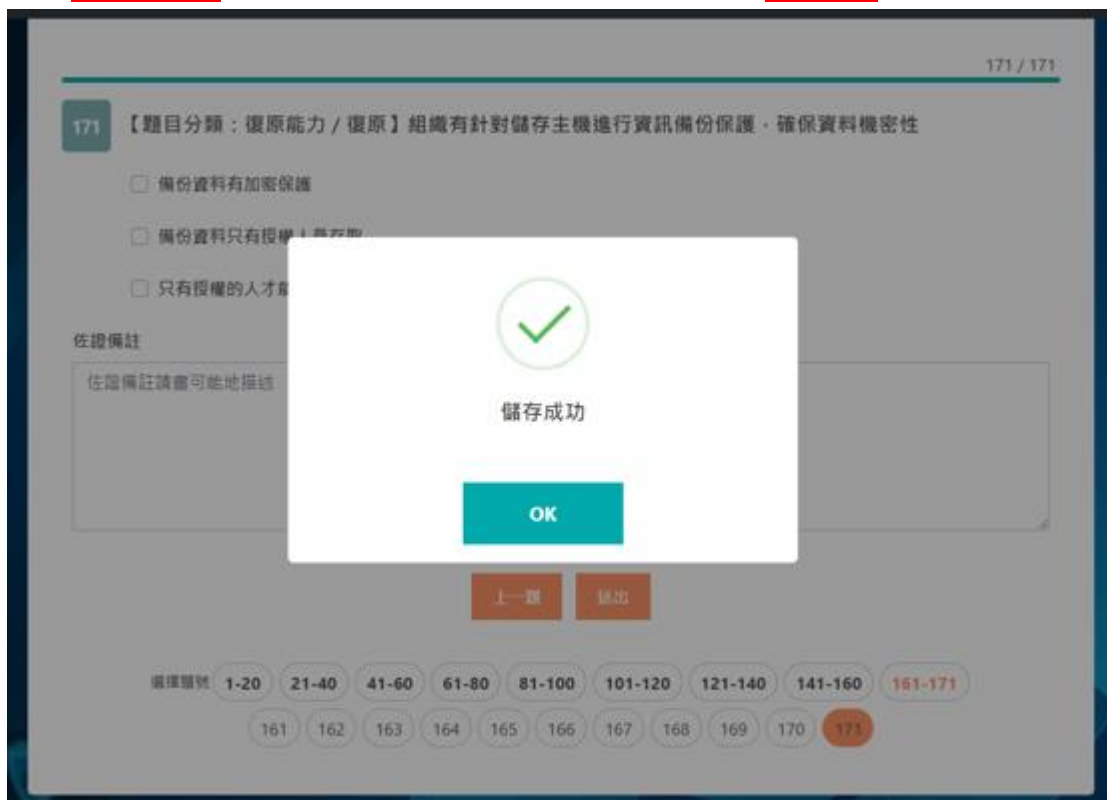 171 / 171
171 【題目分類：復原能力 / 復原】組織有針對儲存主機進行資訊備份保護，確保資料機密性
備份資料有加密保護
備份資料只有授權人員存取
只有授權的人才能
佐證備註
佐證備註請盡可能地描述
儲存成功
OK
上一題 送出
選擇題號 1-20 21-40 41-60 61-80 81-100 101-120 121-140 141-160 161-171
161 162 163 164 165 166 167 168 169 170 171